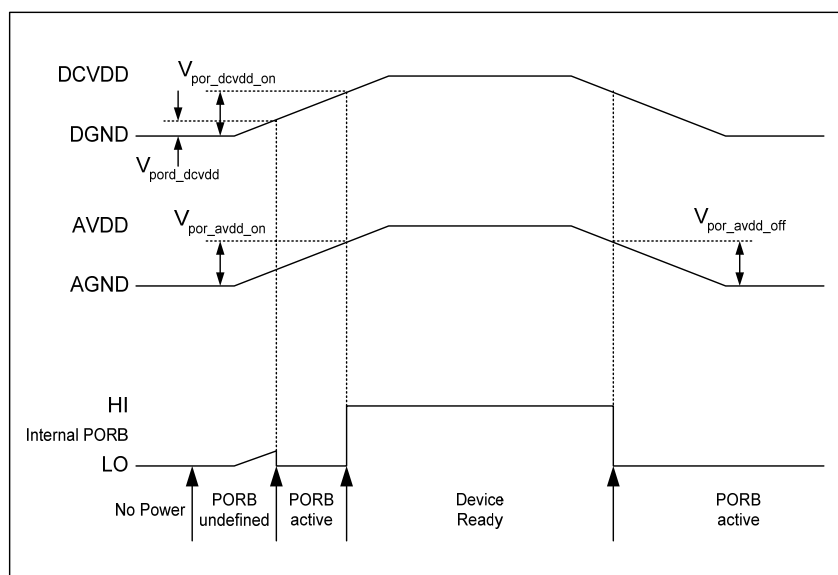 DCVDD
Vpor_dcvdd_on
DGND
Vpord_dcvdd
AVDD
Vpor_avdd_on
Vpor_avdd_off
AGND
HI
Internal PORB
LO
No Power
PORB
undefined
PORB
active
Device
Ready
PORB
active